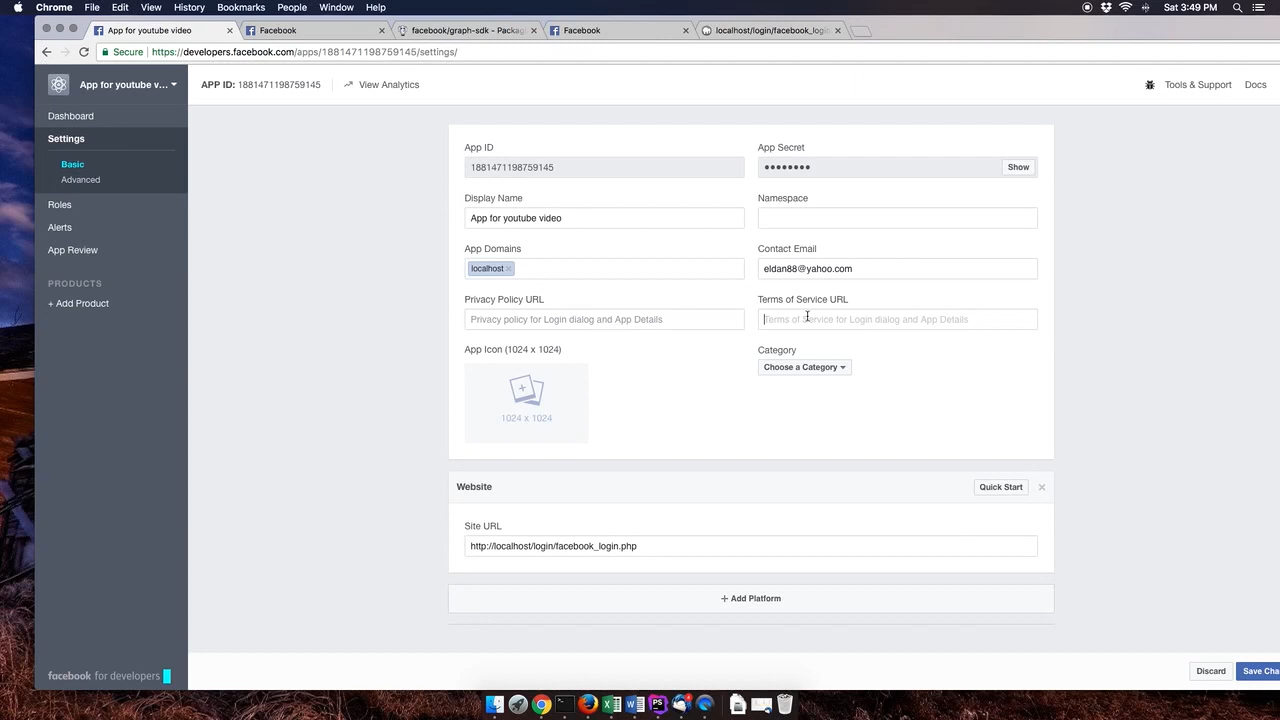 Chrome File Edit View History Bookmarks People Window Help Sat 3:49 PM
App for youtube video × Facebook × facebook/graph-sdk - Packag × Facebook × localhost/login/facebook_login ×
Secure https://developers.facebook.com/apps/1881471198759145/settings/
App for youtube v... APP ID: 1881471198759145 View Analytics Tools & Support Docs
Dashboard
Settings
Basic
Advanced
Roles
Alerts
App Review
PRODUCTS
+ Add Product
facebook for developers
App ID App Secret
1881471198759145 •••••••• Show
Display Name Namespace
App for youtube video
App Domains Contact Email
localhost × eldan88@yahoo.com
Privacy Policy URL Terms of Service URL
Privacy policy for Login dialog and App Details Terms of Service for Login dialog and App Details
App Icon (1024 x 1024) Category
Choose a Category
1024 x 1024
Website Quick Start ×
Site URL
http://localhost/login/facebook_login.php
+ Add Platform
Discard Save Cha